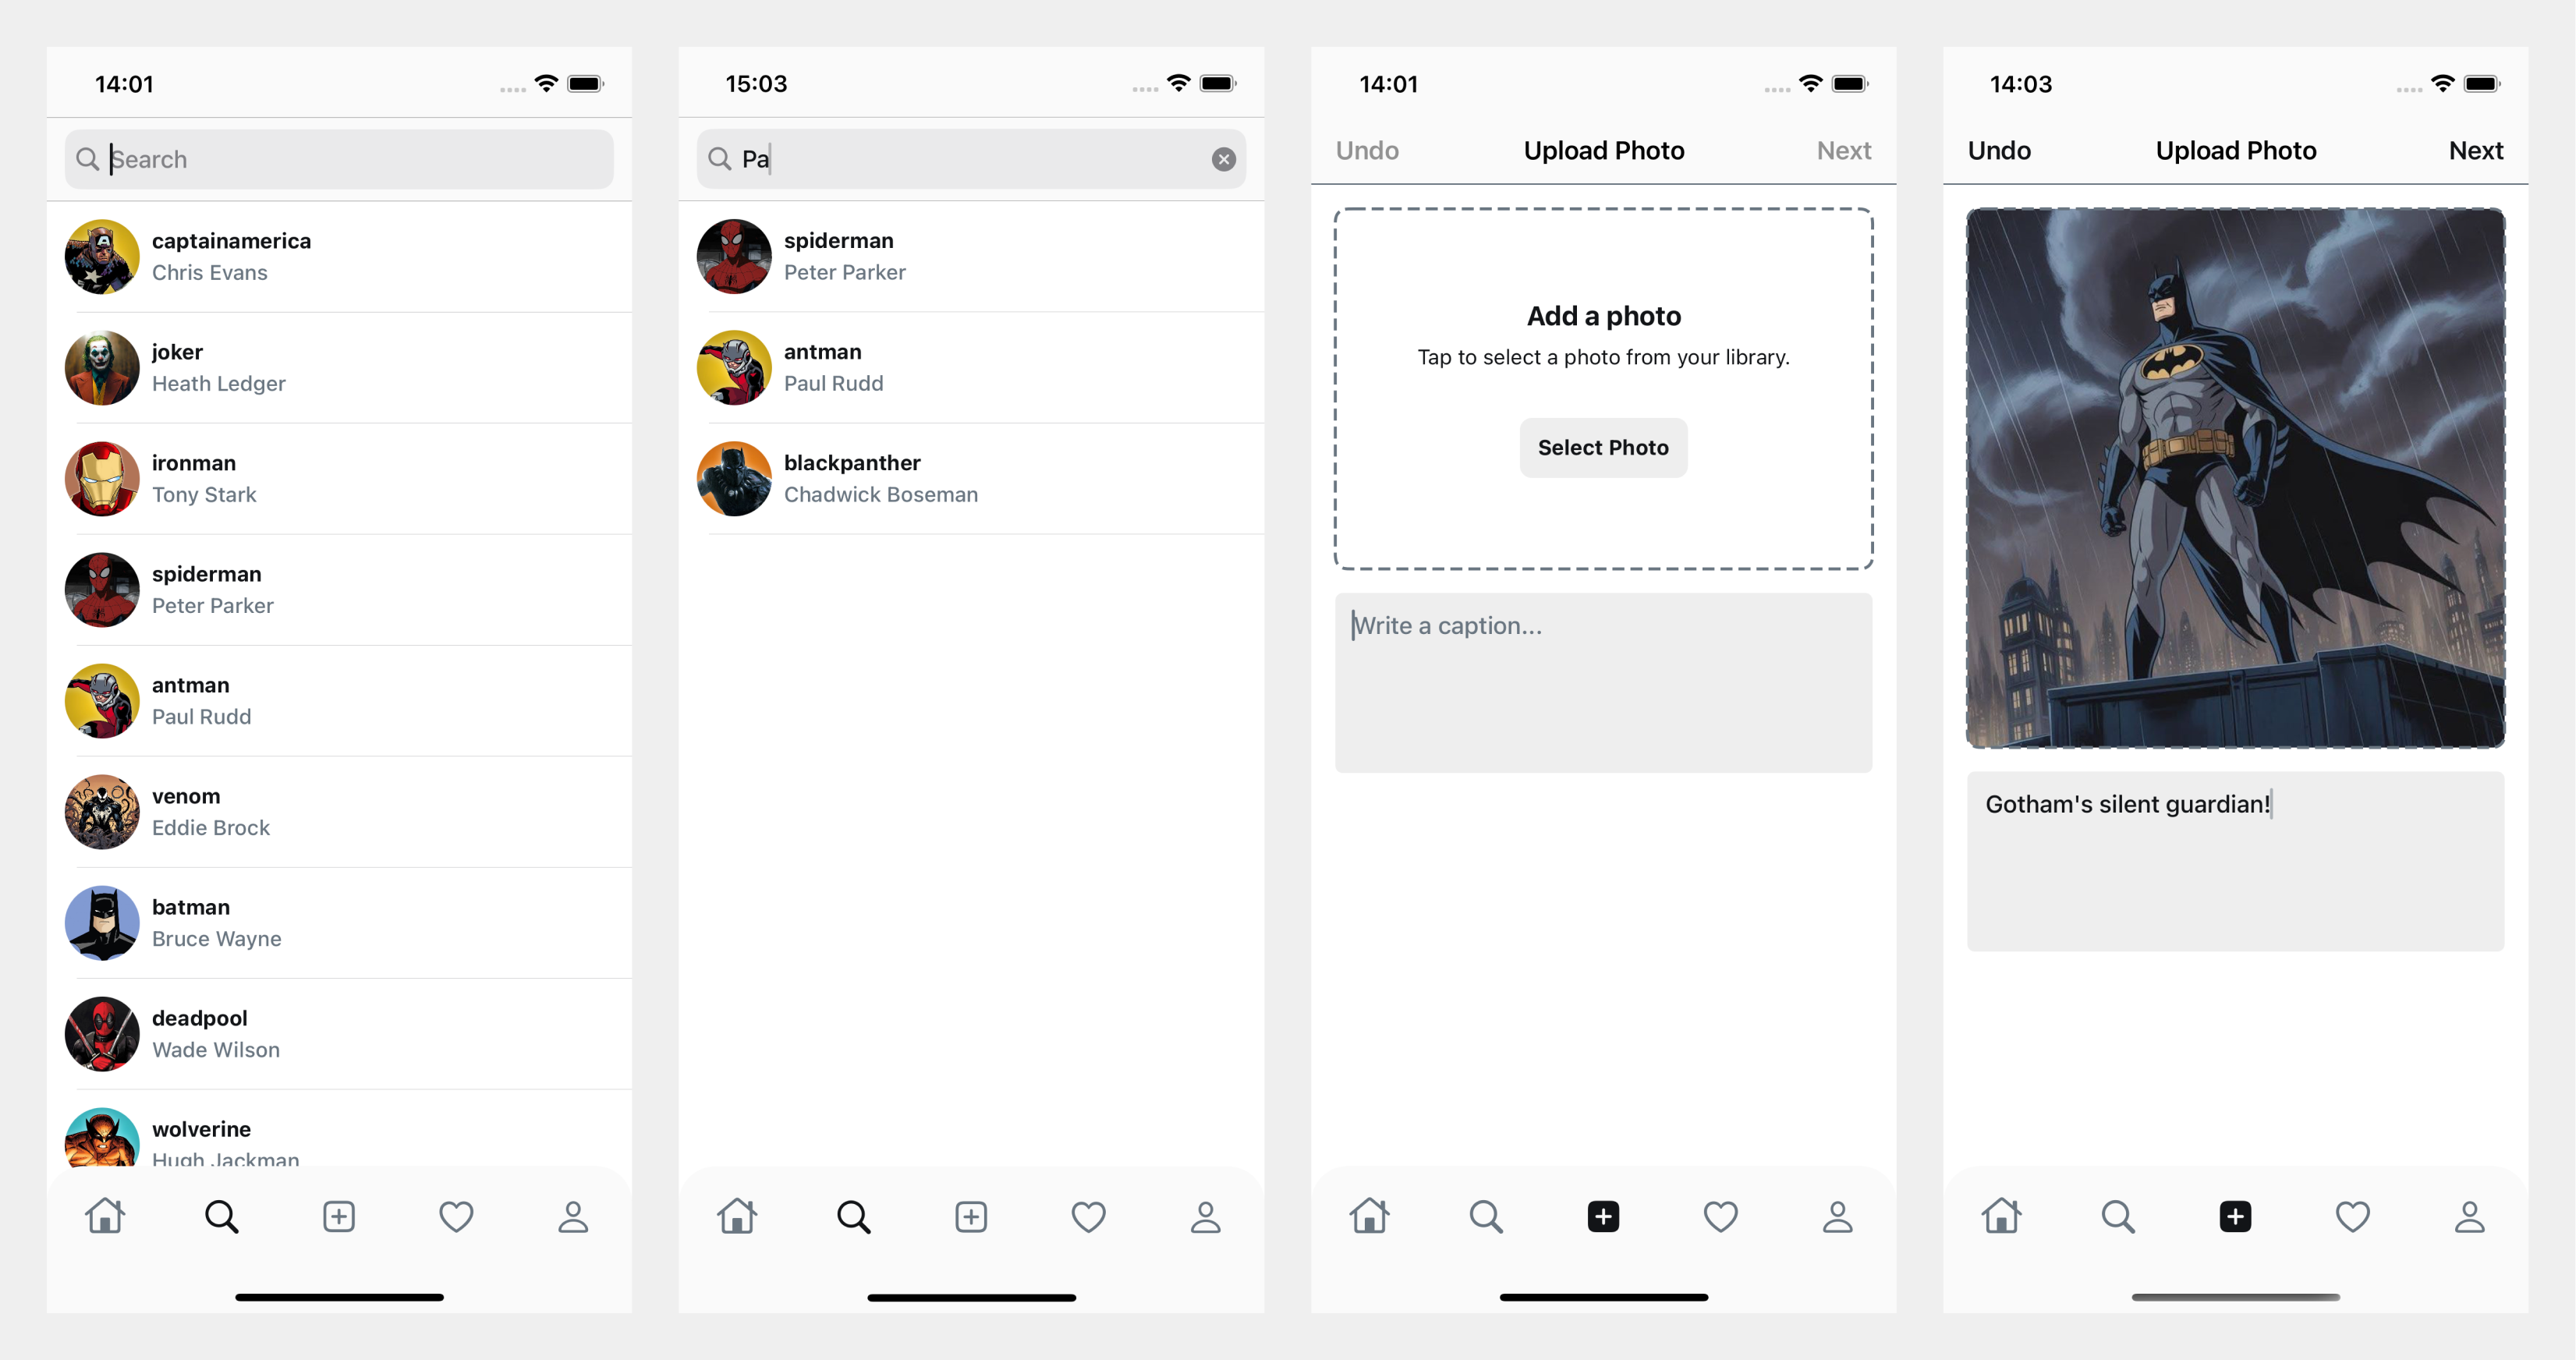 14:01
Search
captainamerica
Chris Evans
joker
Heath Ledger
ironman
Tony Stark
spiderman
Peter Parker
antman
Paul Rudd
venom
Eddie Brock
batman
Bruce Wayne
deadpool
Wade Wilson
wolverine
Hugh Jackman
15:03
Pa
spiderman
Peter Parker
antman
Paul Rudd
blackpanther
Chadwick Boseman
14:01
Undo Upload Photo Next
Add a photo
Tap to select a photo from your library.
Select Photo
Write a caption...
14:03
Undo Upload Photo Next
Gotham's silent guardian!